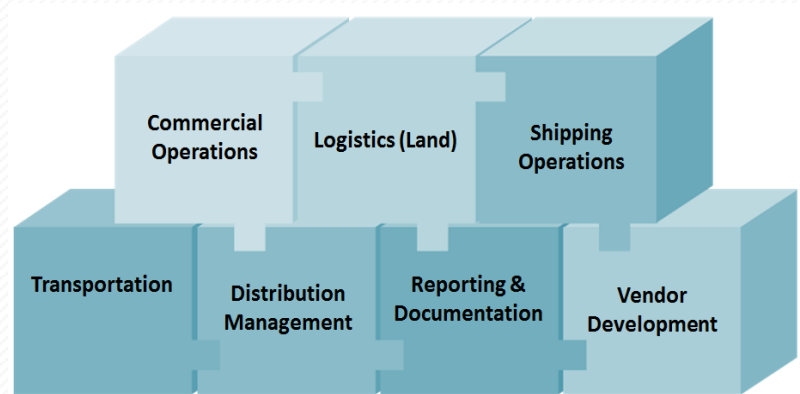 Commercial
Operations
Logistics (Land)
Shipping
Operations
Transportation
Distribution
Management
Reporting &
Documentation
Vendor
Development